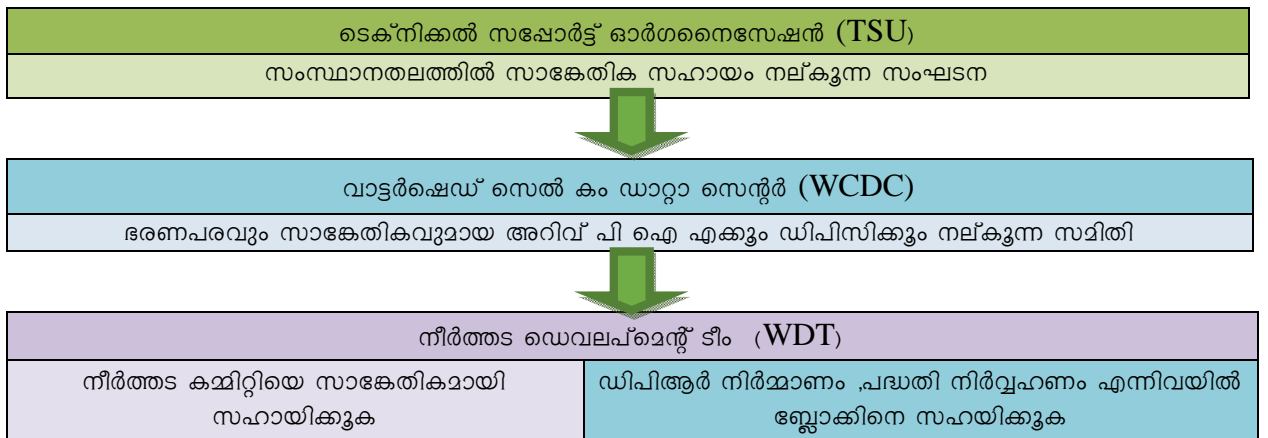 ടെക്നിക്കൽ സപ്പോർട്ട് ഓർഗനൈസേഷൻ (TSU)
സംസ്ഥാനതലത്തിൽ സാങ്കേതിക സഹായം നല്കൂന്ന സംഘടന
വാട്ടർഷെഡ് സെൽ കം ഡാറ്റാ സെന്റർ (WCDC)
ഭരണപരവും സാങ്കേതികവുമായ അറിവ് പി ഐ എക്കൂം ഡിപിസിക്കൂം നല്കൂന്ന സമിതി
നീർത്തട ഡെവലപ്മെന്റ് ടീം (WDT)
നീർത്തട കമ്മിറ്റിയെ സാങ്കേതികമായി
സഹായിക്കൂക
ഡിപിആർ നിർമ്മാണം ,പദ്ധതി നിർവ്വഹണം എന്നിവയിൽ
ബ്ലോക്കിനെ സഹയിക്കൂക